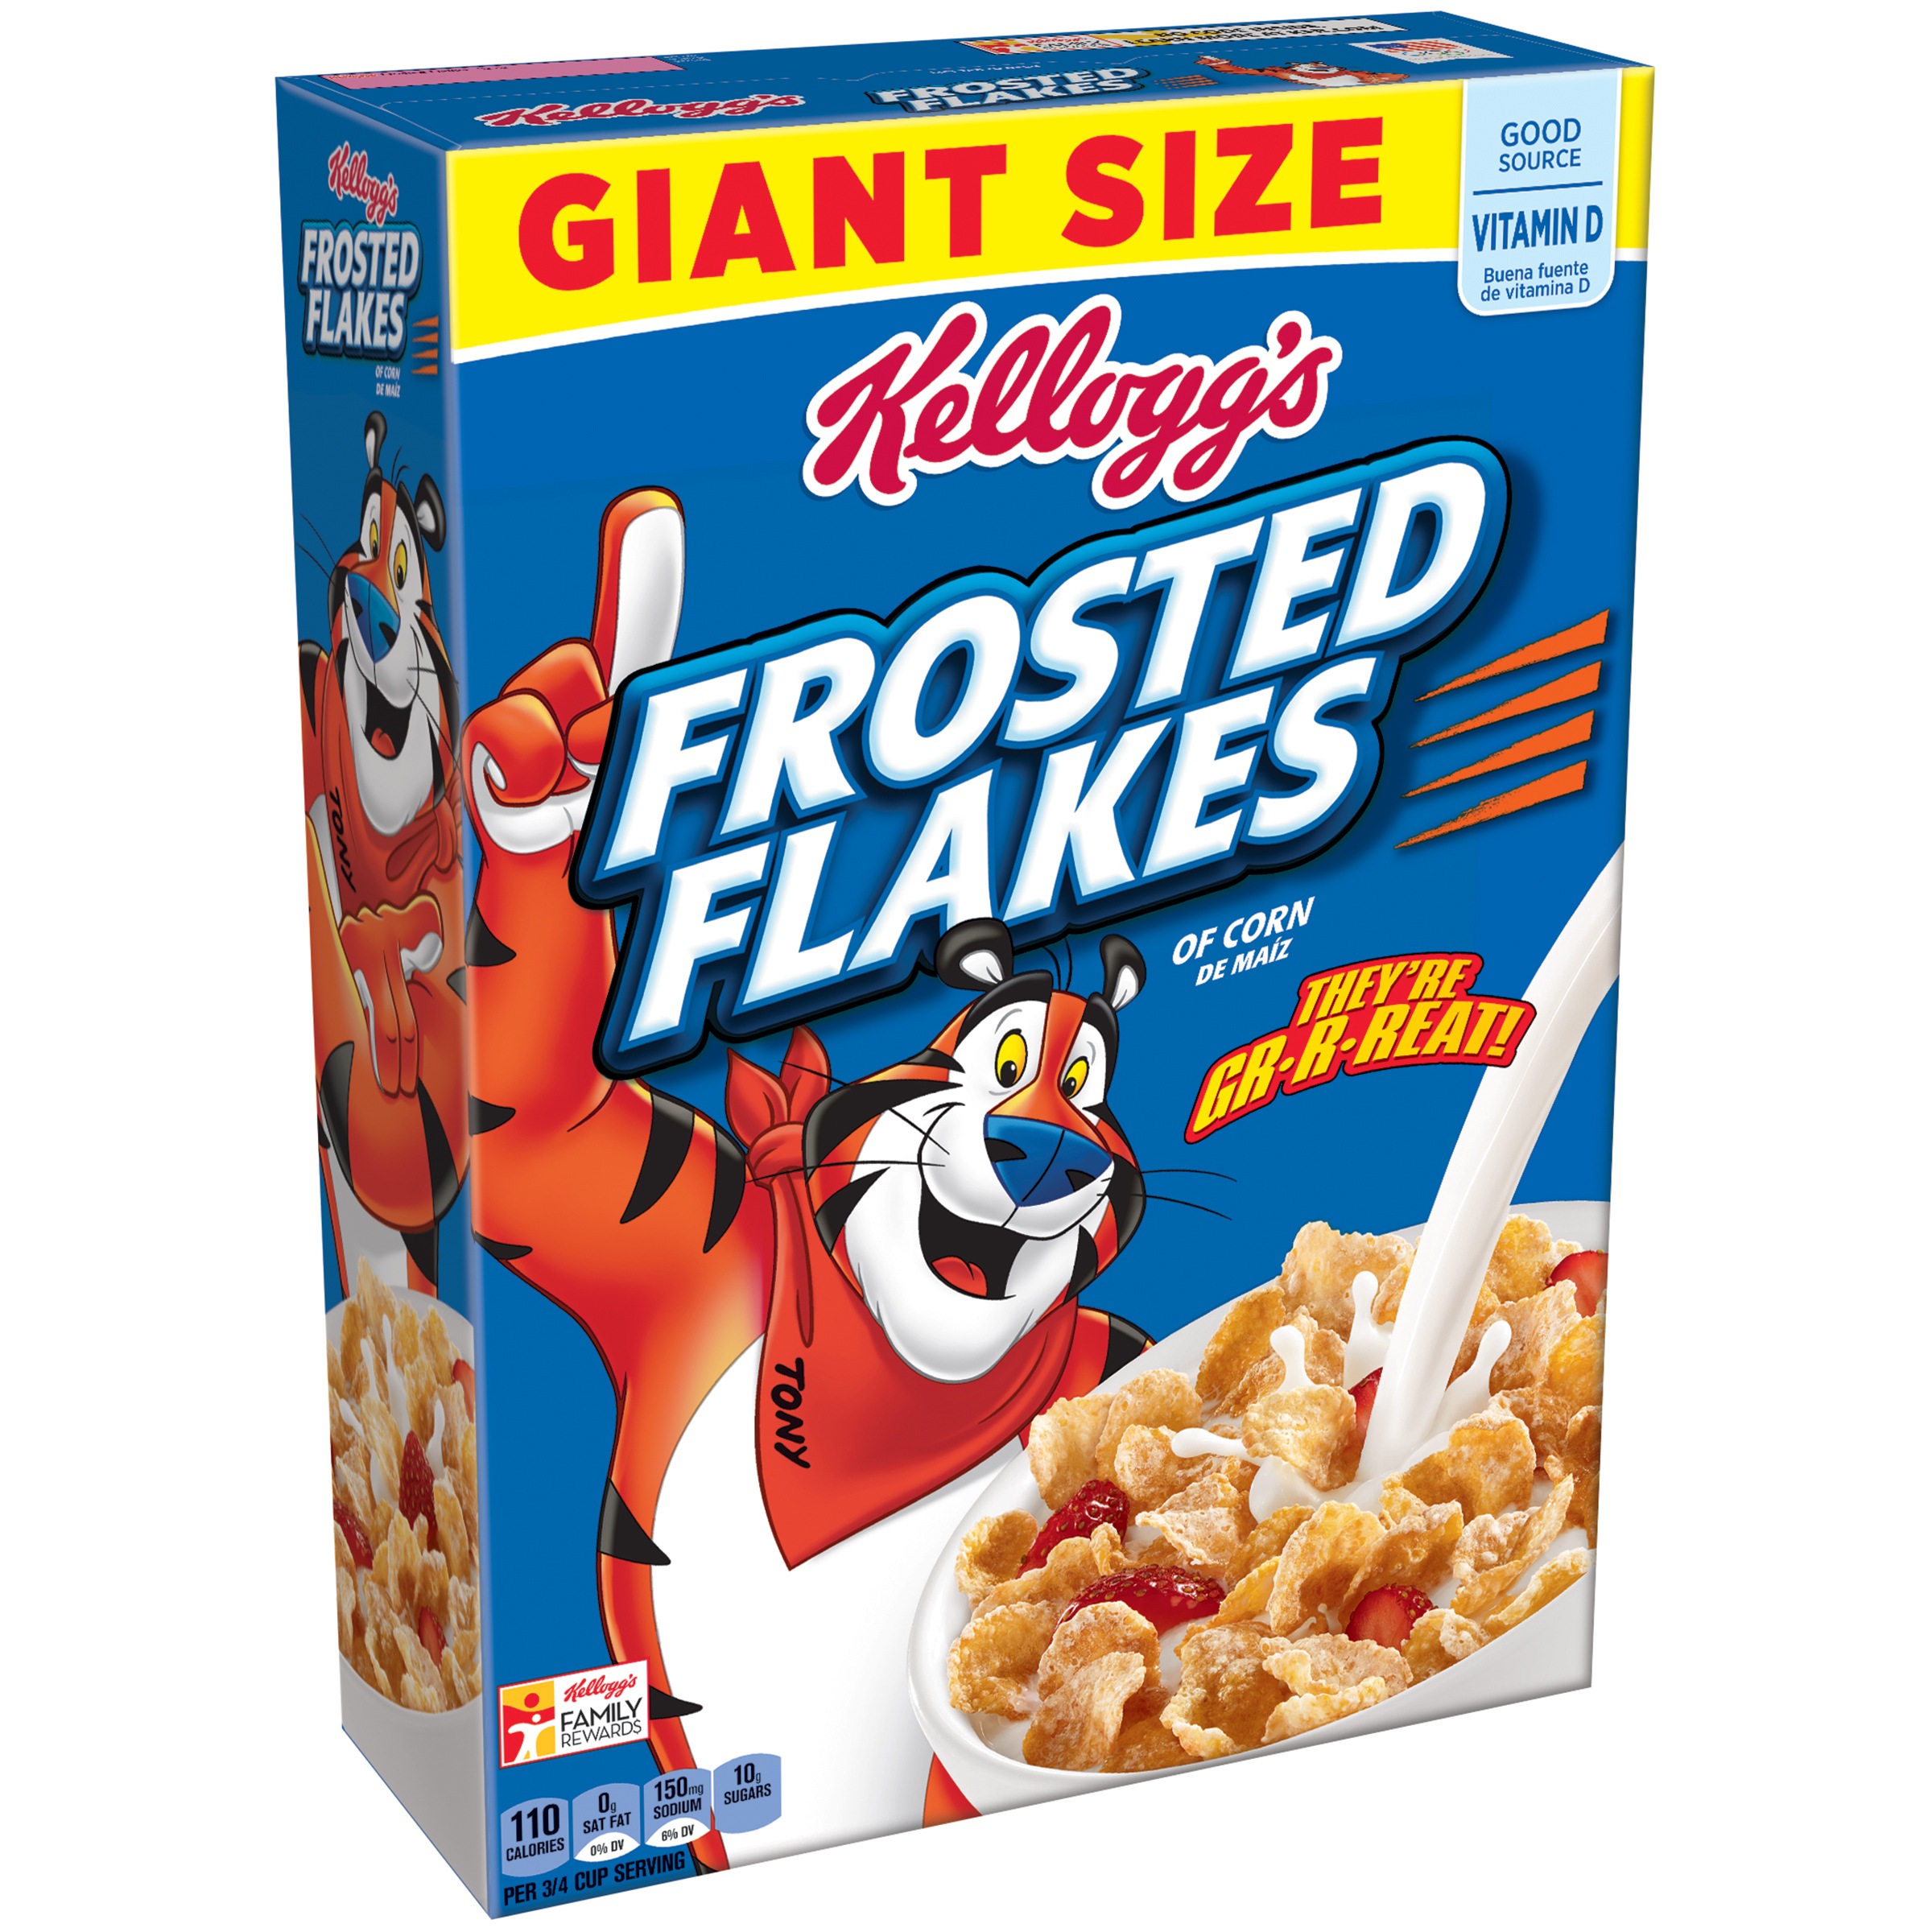 Kellogg's
FROSTED
FLAKES
GIANT SIZE
GOOD
SOURCE
VITAMIN D
Buena fuente
de vitamina D
Kellogg's
FROSTED
FLAKES
OF CORN
DE MAÍZ
TONY
Kellogg's
FROSTED
FLAKES
OF CORN
DE MAÍZ
THEY'RE
GR·R·REAT!
TONY
Kellogg's
FAMILY
REWARDS
110
CALORIES
0g
SAT FAT
0% DV
150mg
SODIUM
6% DV
10g
SUGARS
PER 3/4 CUP SERVING